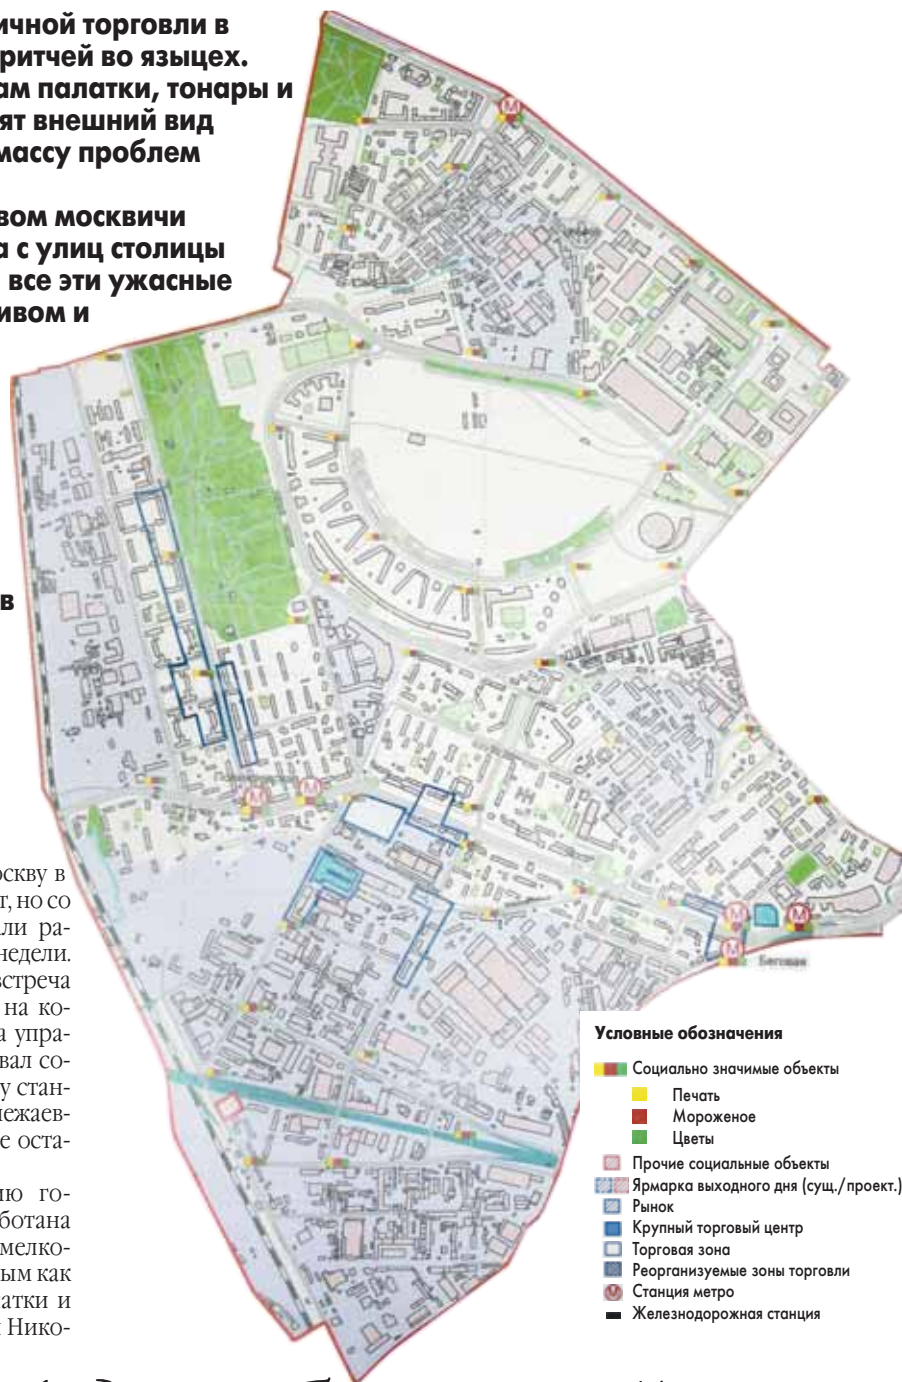 ичной торговли в
ритчей во языцех.
ам палатки, тонары и
ят внешний вид
массу проблем
вом москвичи
а с улиц столицы
все эти ужасные
ивом и
в
оскву в
т, но со
али ра-
недели.
встреча
на ко-
а упра-
вал со-
у стан-
лежаев-
е оста-
ию го-
ботана
мелко-
ым как
латки и
Нико-
Беговая
Условные обозначения
Социально значимые объекты
Печать
Мороженое
Цветы
Прочие социальные объекты
Ярмарка выходного дня (сущ./проект.)
Рынок
Крупный торговый центр
Торговая зона
Реорганизуемые зоны торговли
М Станция метро
Железнодорожная станция